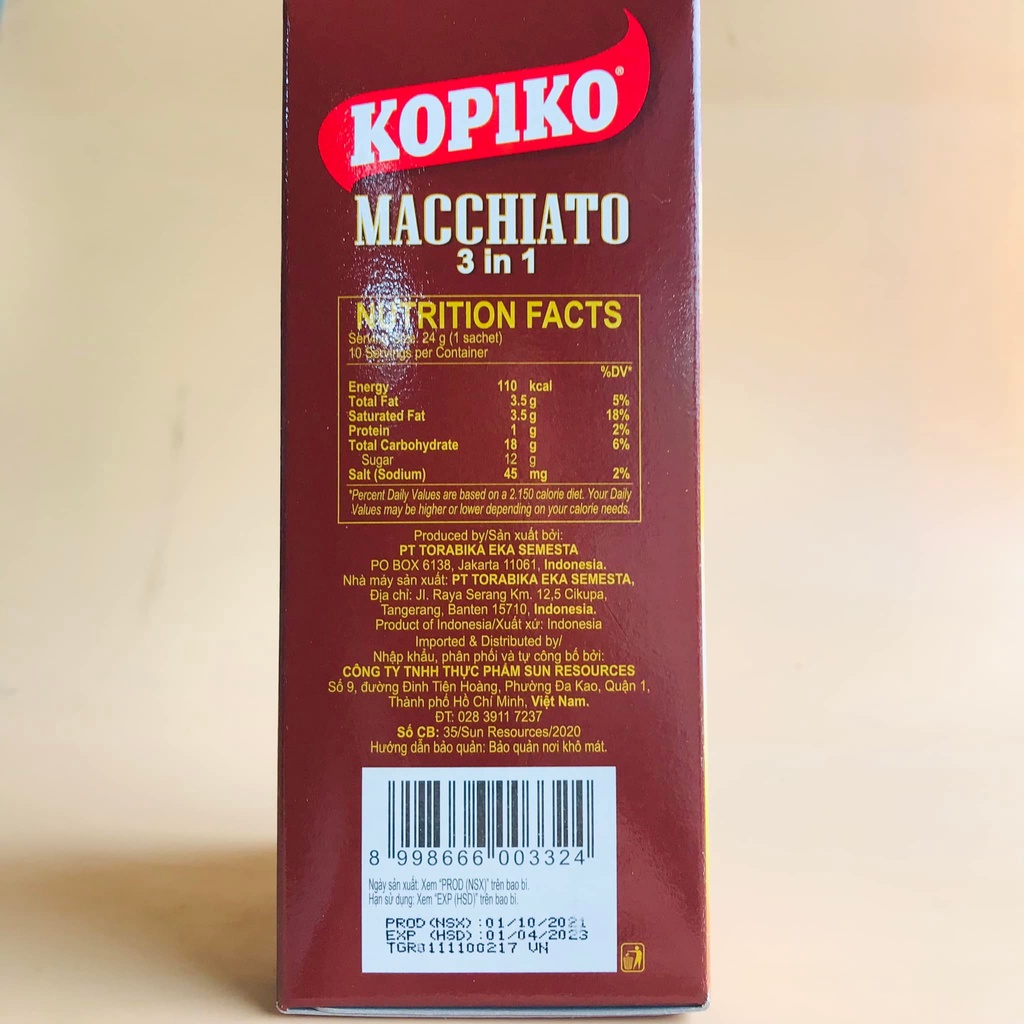 KOPIKO®
MACCHIATO
3 in 1
NUTRITION FACTS
Serving Size: 24 g (1 sachet)
10 Servings per Container
%DV*
Energy 110 kcal
Total Fat 3.5 g 5%
Saturated Fat 3.5 g 18%
Protein 1 g 2%
Total Carbohydrate 18 g 6%
Sugar 12 g
Salt (Sodium) 45 mg 2%
*Percent Daily Values are based on a 2.150 calorie diet. Your Daily
Values may be higher or lower depending on your calorie needs.
Produced by/Sản xuất bởi:
PT TORABIKA EKA SEMESTA
PO BOX 6138, Jakarta 11061, Indonesia.
Nhà máy sản xuất: PT TORABIKA EKA SEMESTA,
Địa chỉ: Jl. Raya Serang Km. 12,5 Cikupa,
Tangerang, Banten 15710, Indonesia.
Product of Indonesia/Xuất xứ: Indonesia
Imported & Distributed by/
Nhập khẩu, phân phối và tự công bố bởi:
CÔNG TY TNHH THỰC PHẨM SUN RESOURCES
Số 9, đường Đinh Tiên Hoàng, Phường Đa Kao, Quận 1,
Thành phố Hồ Chí Minh, Việt Nam.
ĐT: 028 3911 7237
Số CB: 35/Sun Resources/2020
Hướng dẫn bảo quản: Bảo quản nơi khô mát.
8 998666 003324
Ngày sản xuất: Xem "PROD (NSX)" trên bao bì.
Hạn sử dụng: Xem "EXP (HSD)" trên bao bì.
PROD (NSX) :01/10/2021
EXP (HSD) :01/04/2023
TGR0111100217 VN